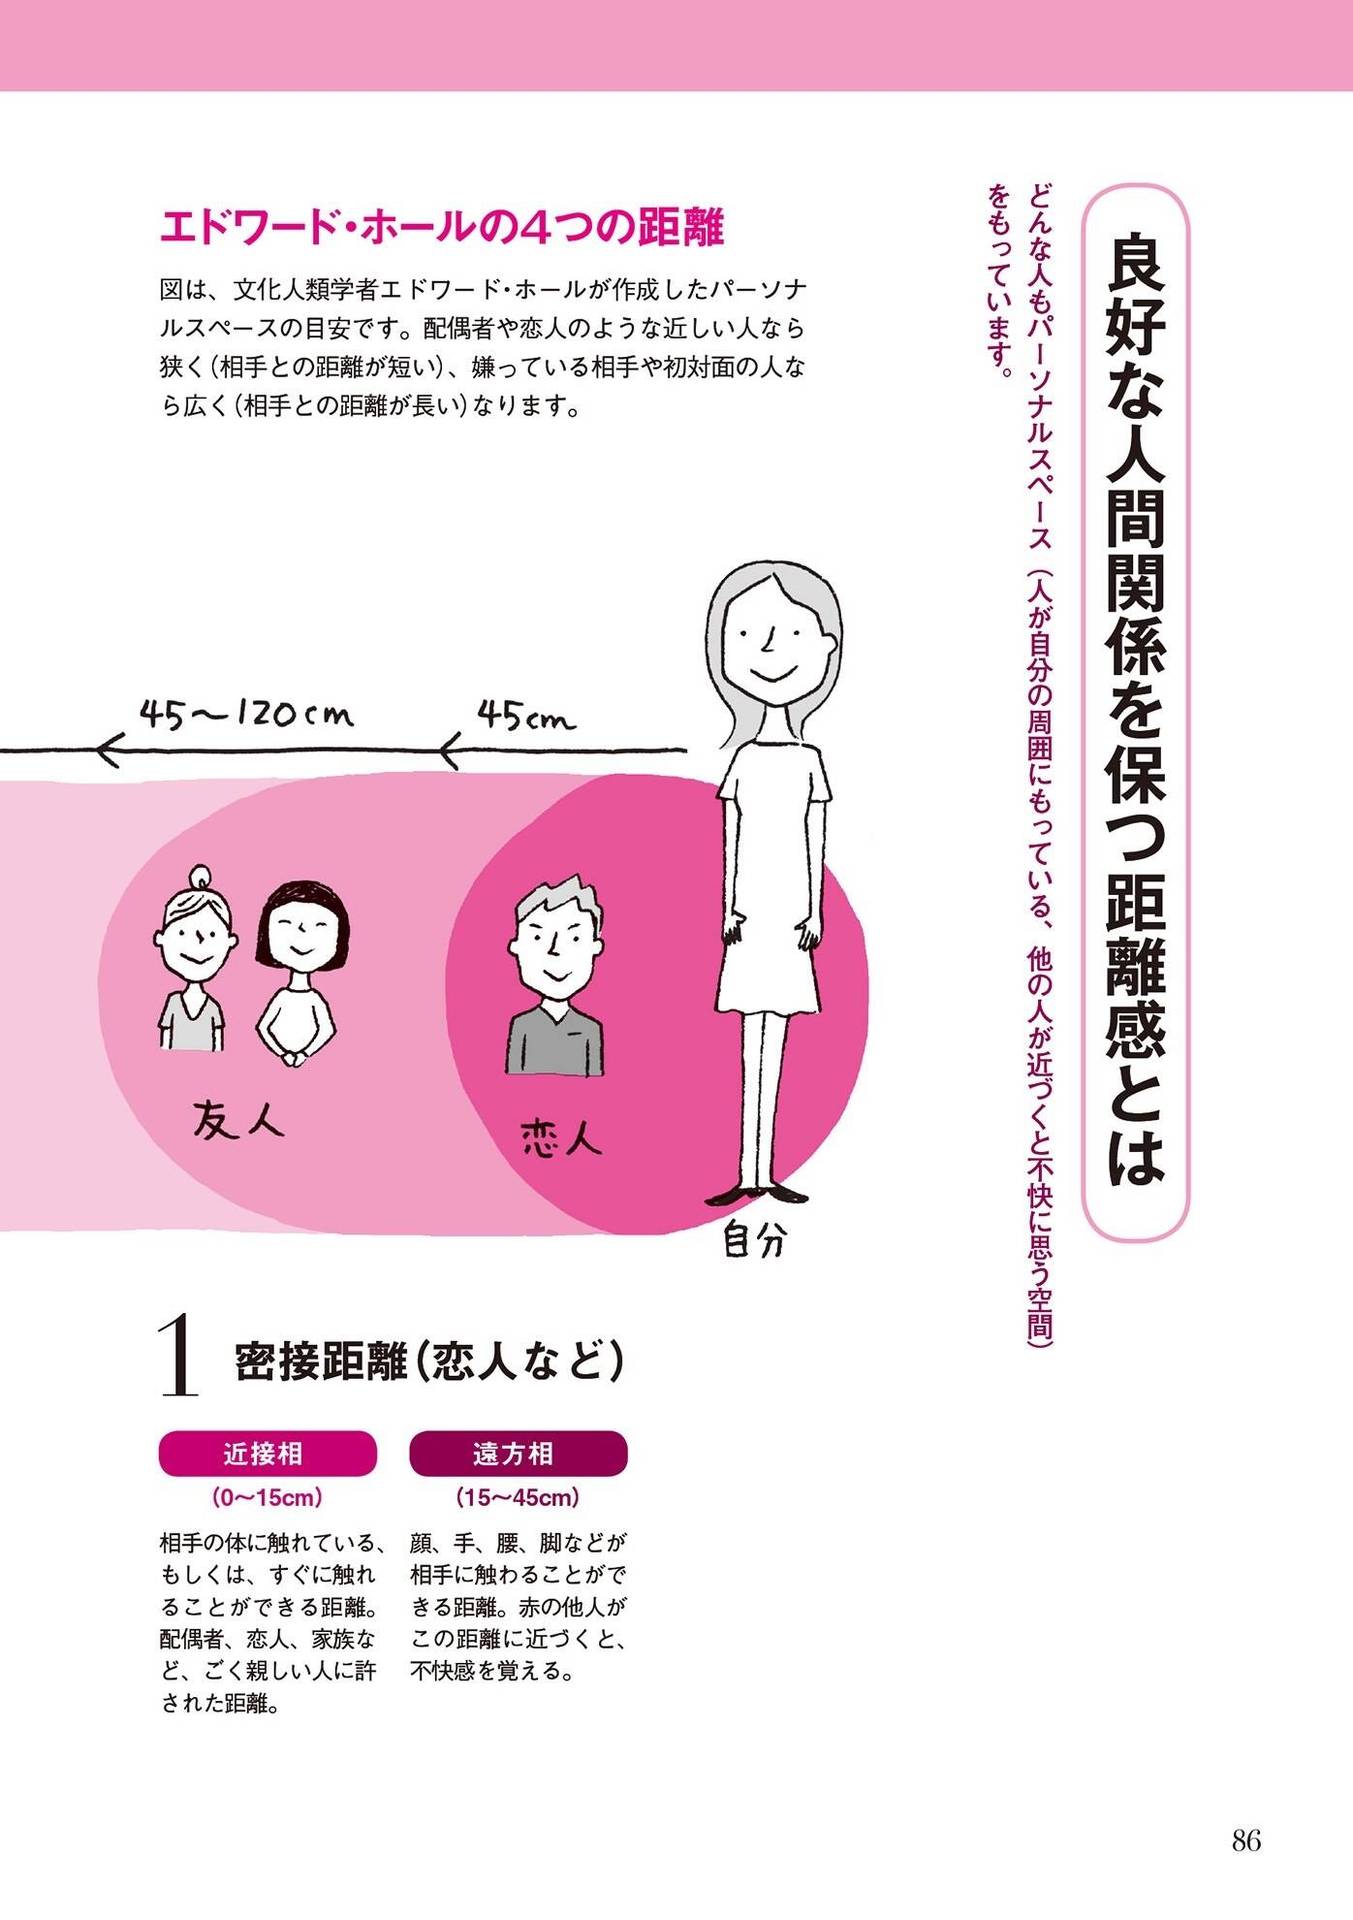 良好な人間関係を保つ距離感とは
どんな人もパーソナルスペース（人が自分の周囲にもっている、他の人が近づくと不快に思う空間）
をもっています。
エドワード・ホールの4つの距離
図は、文化人類学者エドワード・ホールが作成したパーソナ
ルスペースの目安です。配偶者や恋人のような近しい人なら
狭く（相手との距離が短い）、嫌っている相手や初対面の人な
ら広く（相手との距離が長い）なります。
45〜120cm
45cm
友人
恋人
自分
1 密接距離（恋人など）
近接相
（0〜15cm）
相手の体に触れている、
もしくは、すぐに触れ
ることができる距離。
配偶者、恋人、家族な
ど、ごく親しい人に許
された距離。
遠方相
（15〜45cm）
顔、手、腰、脚などが
相手に触わることがで
きる距離。赤の他人が
この距離に近づくと、
不快感を覚える。
86